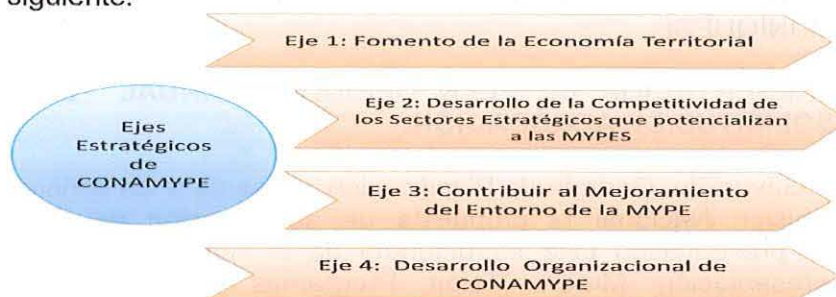 siguiente:
Eje 1: Fomento de la Economía Territorial
Eje 2: Desarrollo de la Competitividad de
los Sectores Estratégicos que potencializan
a las MYPES
Ejes
Estratégicos
de
CONAMYPE
Eje 3: Contribuir al Mejoramiento
del Entorno de la MYPE
Eje 4: Desarrollo Organizacional de
CONAMYPE